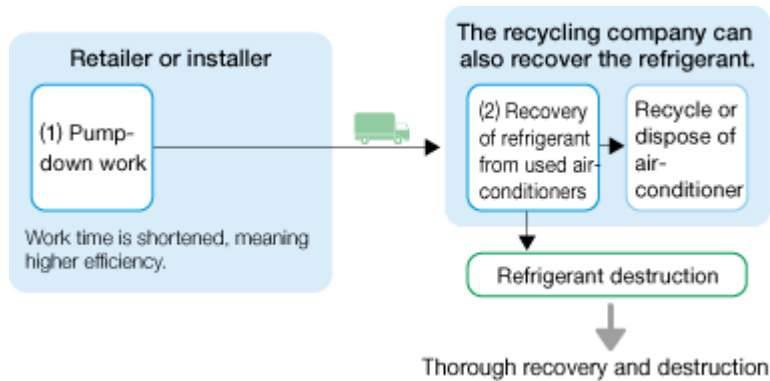 Retailer or installer
(1) Pump-
down work
Work time is shortened, meaning
higher efficiency.
The recycling company can
also recover the refrigerant.
(2) Recovery
of refrigerant
from used air-
conditioners
Recycle or
dispose of
air-
conditioner
Refrigerant destruction
Thorough recovery and destruction